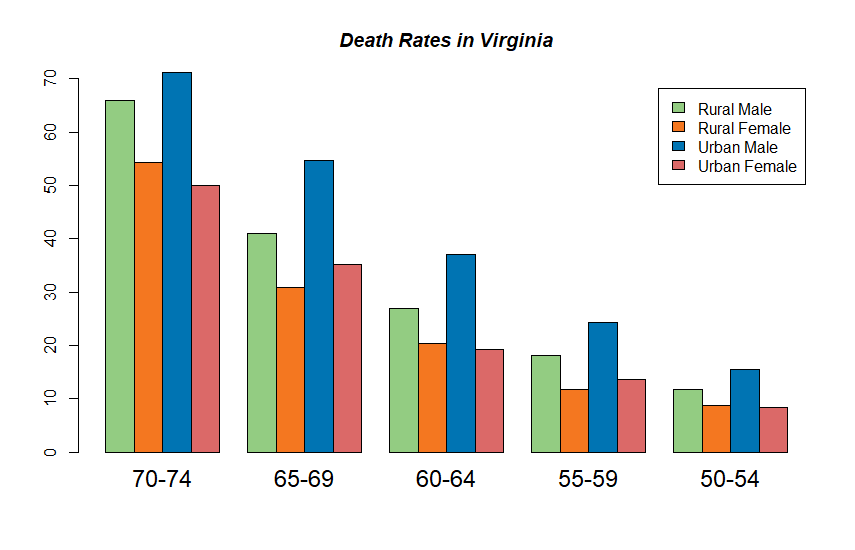 Death Rates in Virginia
70
60
50
40
30
20
10
0
Rural Male
Rural Female
Urban Male
Urban Female
70-74 65-69 60-64 55-59 50-54